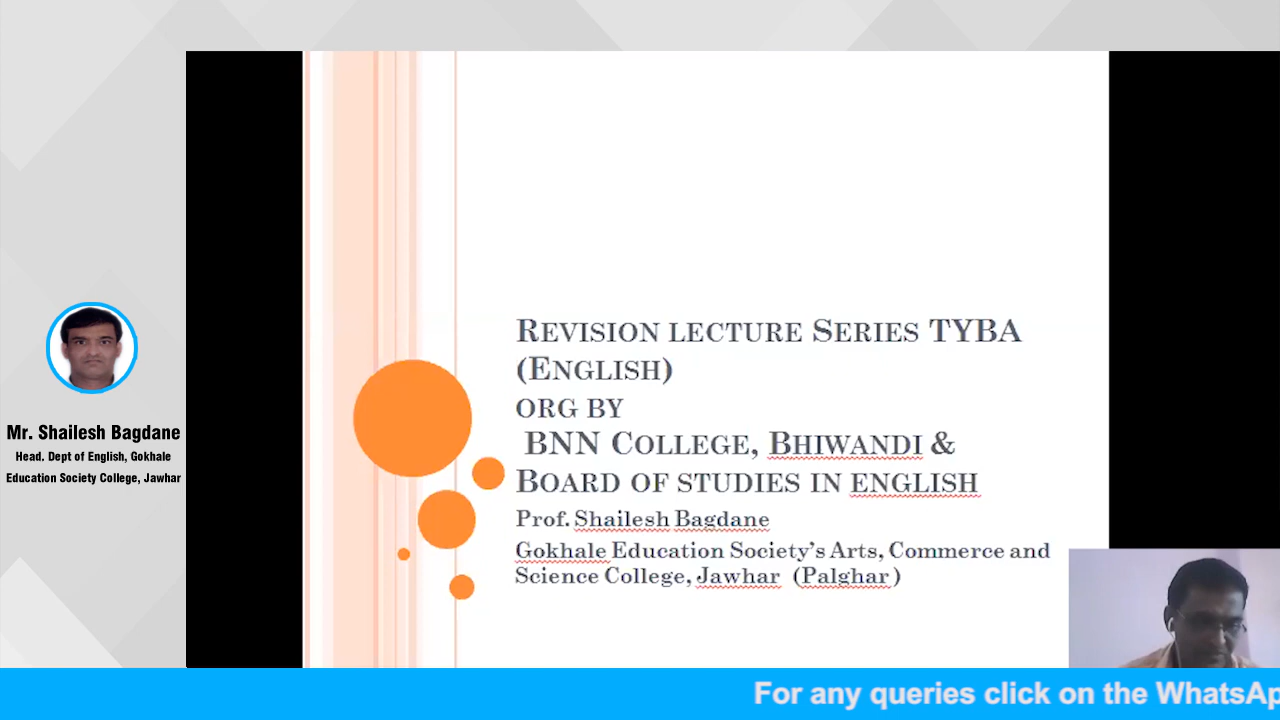 Revision lecture Series TYBA
(English)
org by
BNN College, Bhiwandi &
Board of studies in english
Prof. Shailesh Bagdane
Gokhale Education Society's Arts, Commerce and
Science College, Jawhar (Palghar)
Mr. Shailesh Bagdane
Head. Dept of English, Gokhale
Education Society College, Jawhar
For any queries click on the WhatsAp